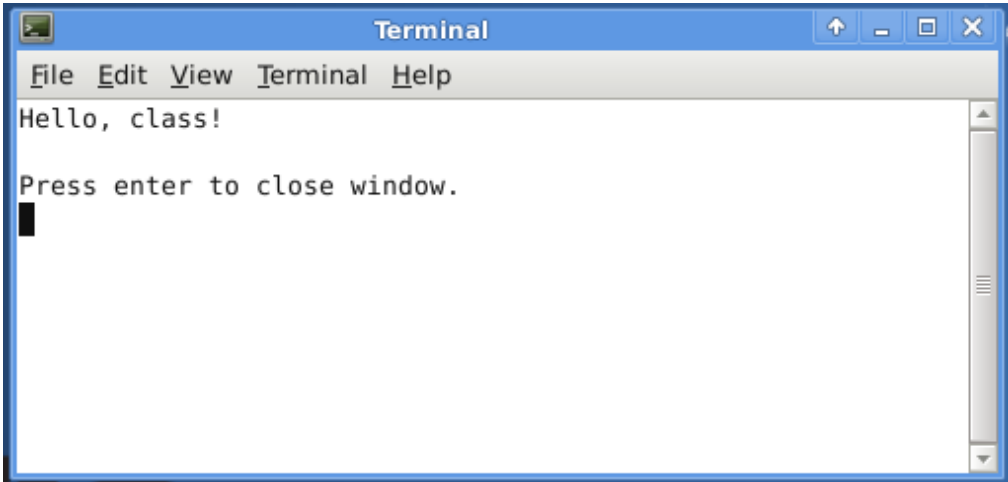 Terminal
File Edit View Terminal Help
Hello, class!
Press enter to close window.